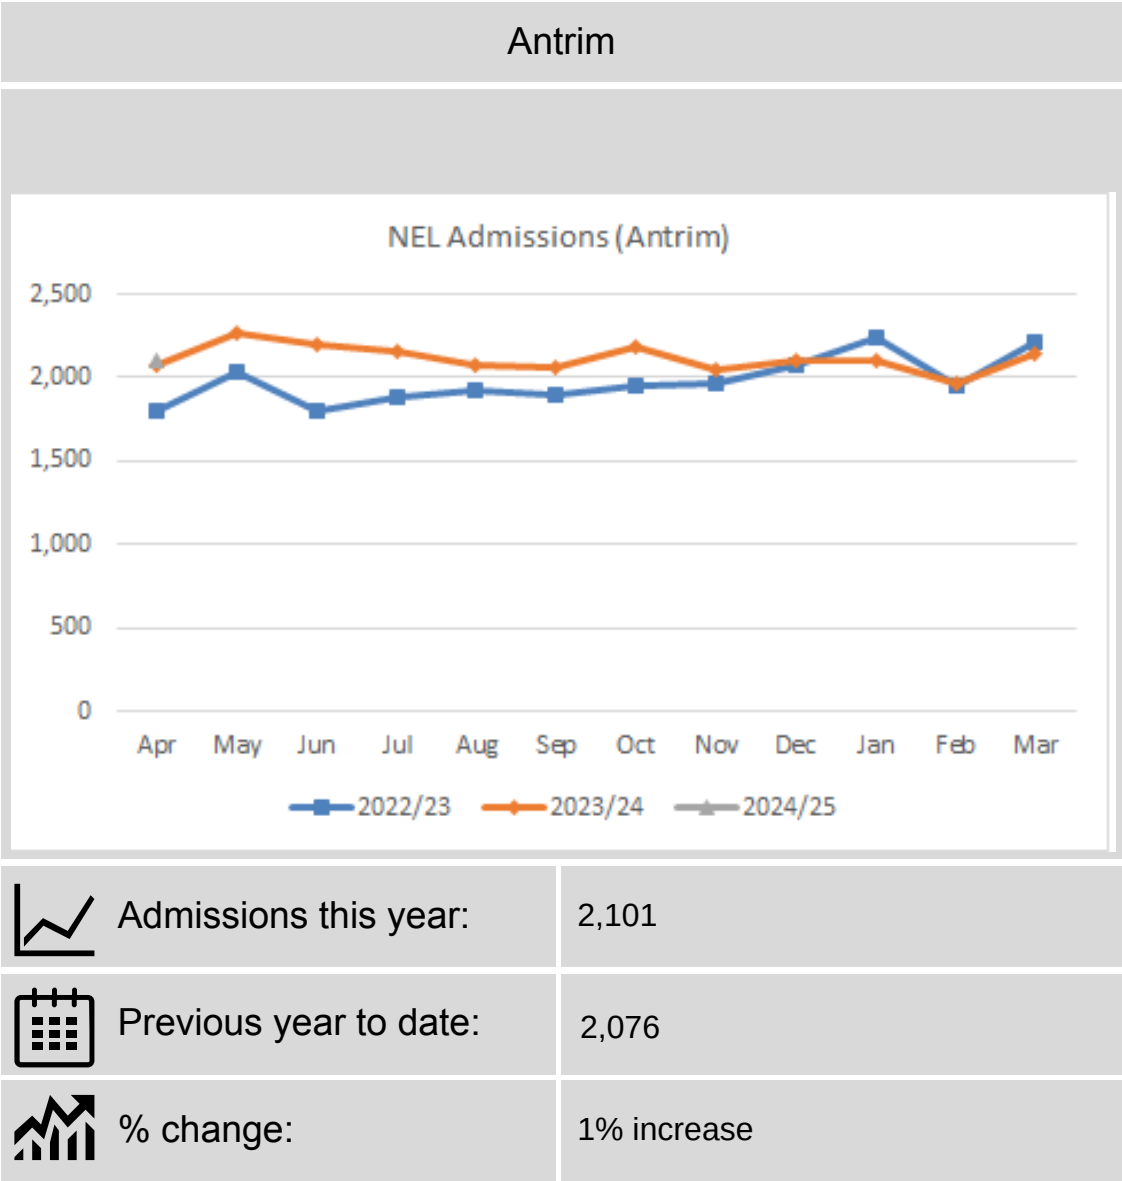 Antrim
NEL Admissions (Antrim)
2,500
2,000
1,500
1,000
500
0
Apr May Jun Jul Aug Sep Oct Nov Dec Jan Feb Mar
2022/23 2023/24 2024/25
Admissions this year: 2,101
Previous year to date: 2,076
% change: 1% increase